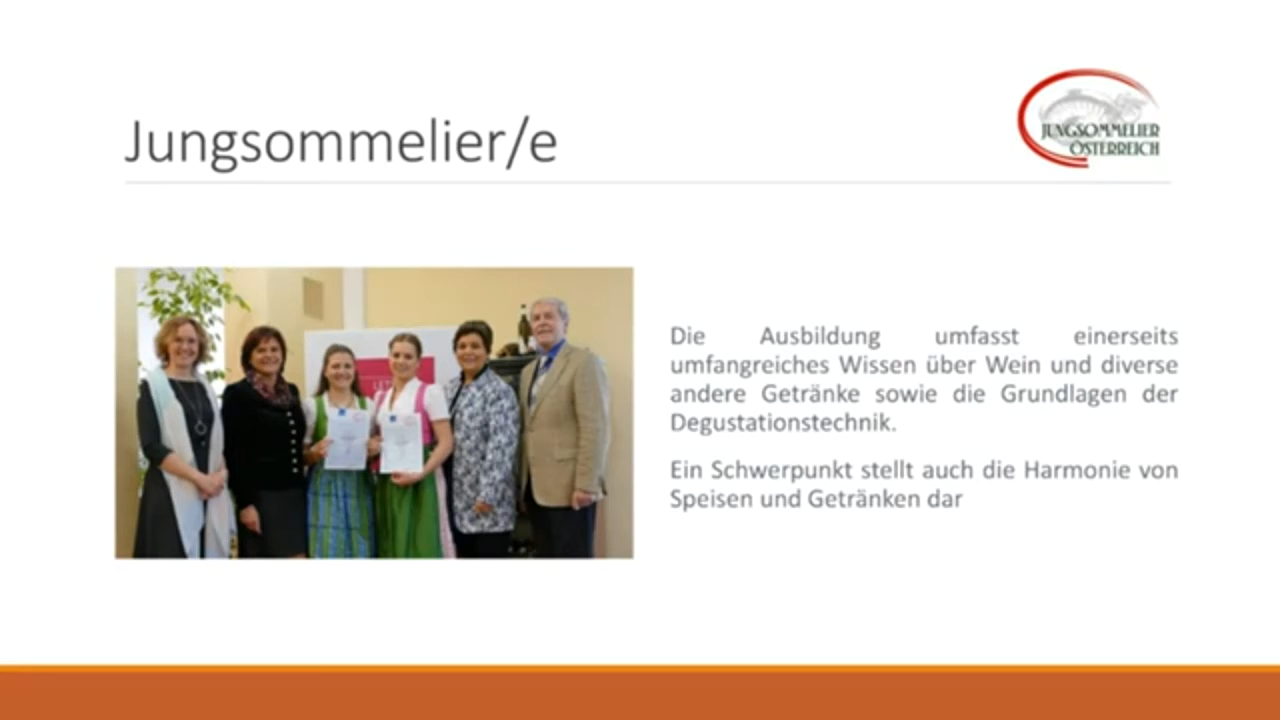 Jungsommelier/e
JUNGSOMMELIER
ÖSTERREICH
Die Ausbildung umfasst einerseits
umfangreiches Wissen über Wein und diverse
andere Getränke sowie die Grundlagen der
Degustationstechnik.
Ein Schwerpunkt stellt auch die Harmonie von
Speisen und Getränken dar